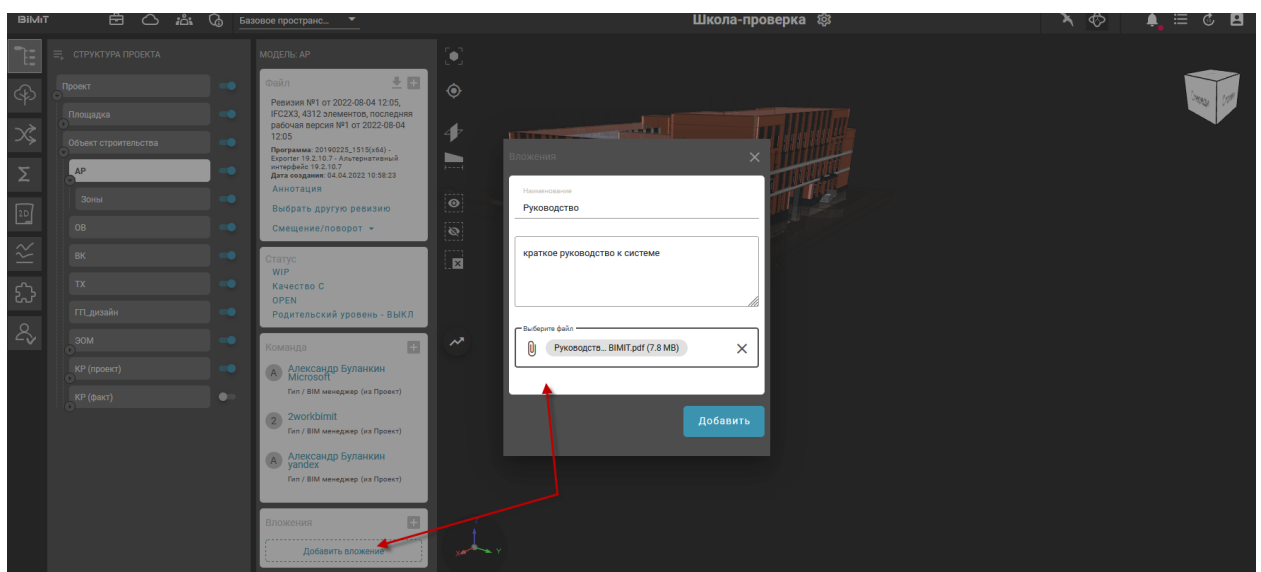 BIMIT
Базовое пространс...
Школа-проверка
СТРУКТУРА ПРОЕКТА
Проект
Площадка
Объект строительства
АР
Зоны
ОВ
ВК
ТХ
ГП_дизайн
ЭОМ
КР (проект)
КР (факт)
2D
МОДЕЛЬ: АР
Файл
Ревизия №1 от 2022-08-04 12:05,
IFC2X3, 4312 элементов, последняя
рабочая версия №1 от 2022-08-04
12:05
Программа: 20190225_1515(x64) -
Exporter 19.2.10.7 - Альтернативный
интерфейс 19.2.10.7
Дата создания: 04.04.2022 10:58:23
Аннотация
Выбрать другую ревизию
Смещение/поворот
Статус
WIP
Качество C
OPEN
Родительский уровень - ВЫКЛ
Команда
А
Александр Буланкин
Microsoft
Гип / BIM менеджер (из Проект)
2
2workbimit
Гип / BIM менеджер (из Проект)
А
Александр Буланкин
yandex
Гип / BIM менеджер (из Проект)
Вложения
Добавить вложение
Вложения
Наименование
Руководство
краткое руководство к системе
Выберите файл
Руководств... BIMIT.pdf (7.8 MB)
Добавить
X
Y